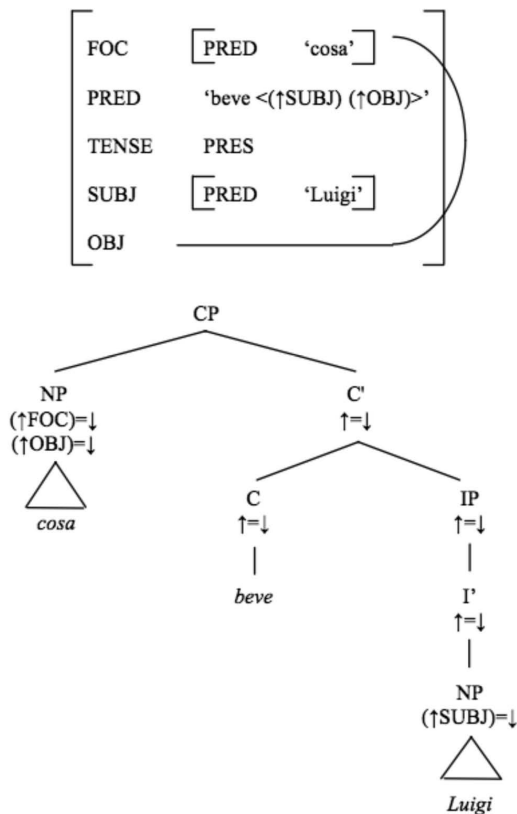 FOC [PRED ‘cosa’]
PRED ‘beve <(↑SUBJ) (↑OBJ)>’
TENSE PRES
SUBJ [PRED ‘Luigi’]
OBJ
CP
NP C'
(↑FOC)=↓ ↑=↓
(↑OBJ)=↓
cosa
C IP
↑=↓ ↑=↓
beve I’
↑=↓
NP
(↑SUBJ)=↓
Luigi